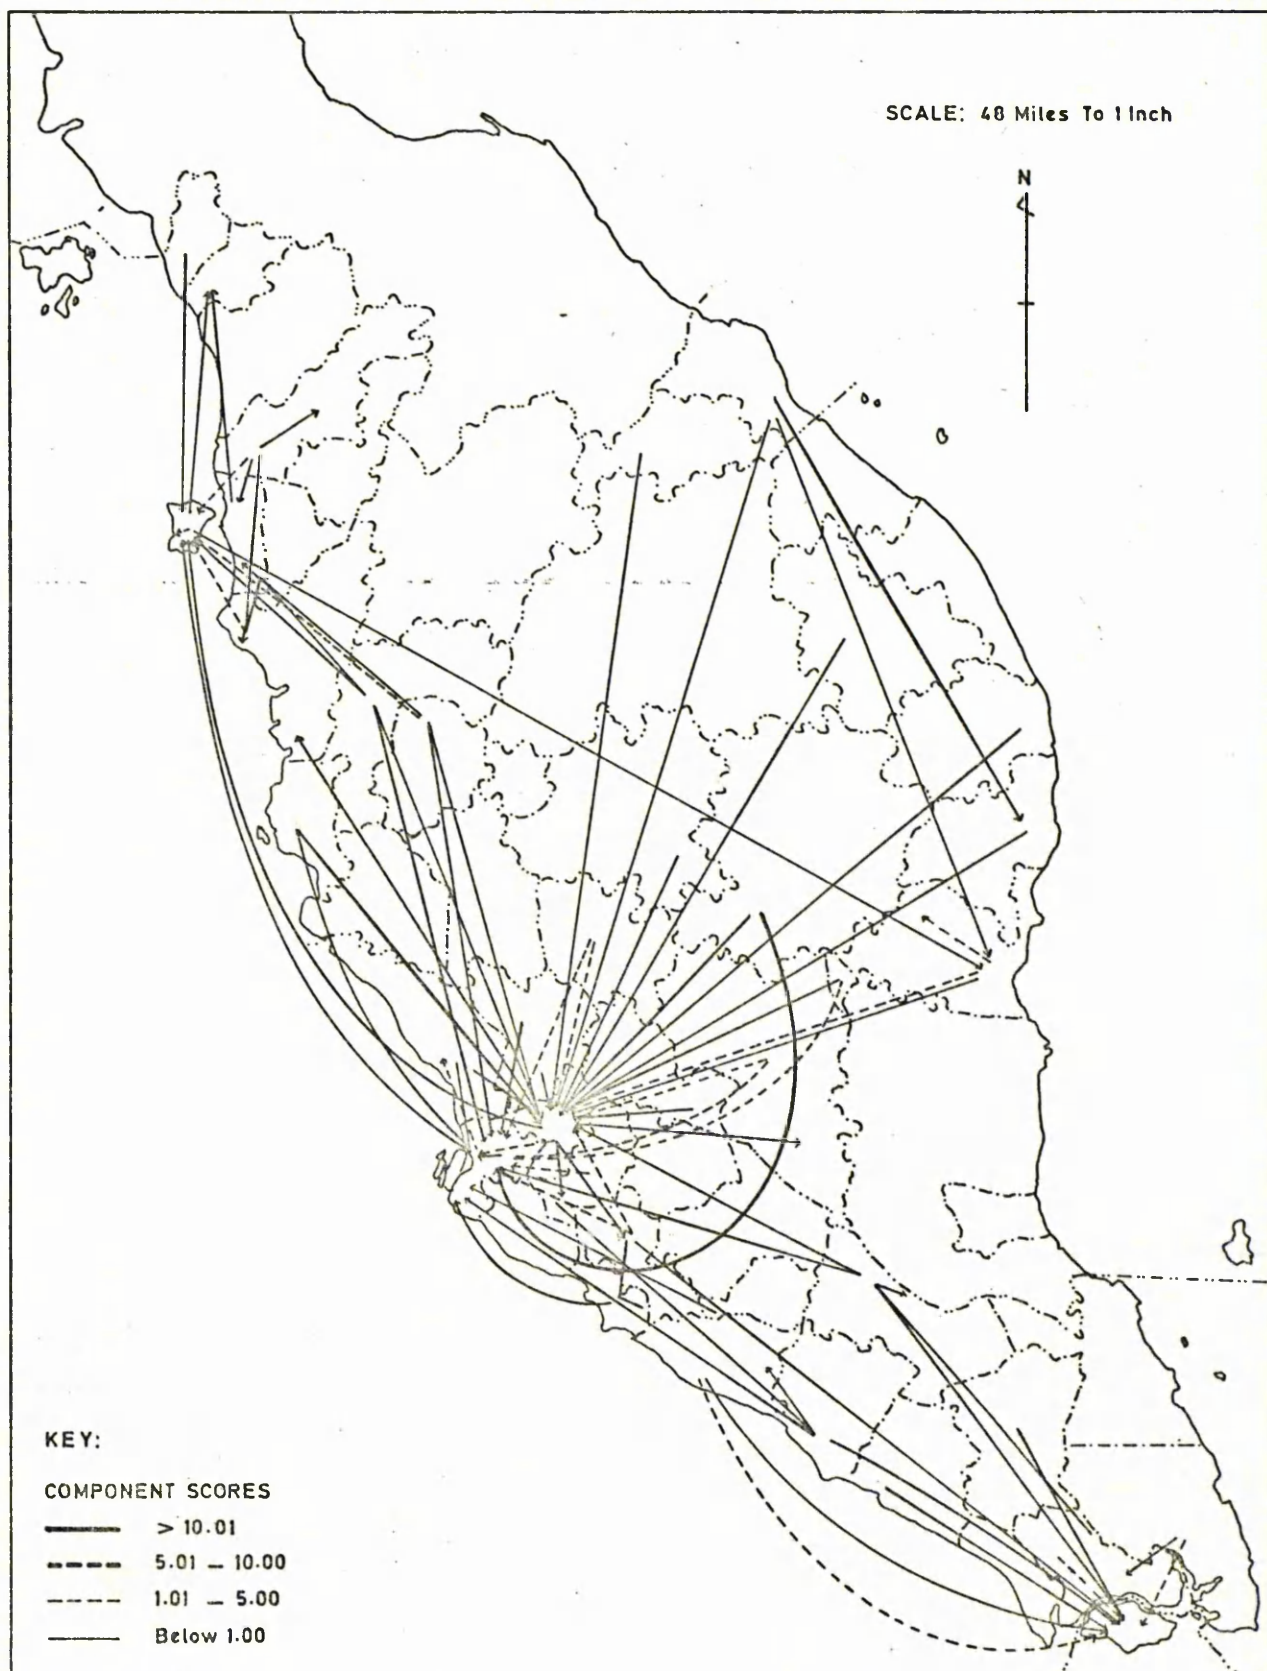 SCALE: 48 Miles To 1 Inch
N
KEY:
COMPONENT SCORES
> 10.01
5.01 – 10.00
1.01 – 5.00
Below 1.00